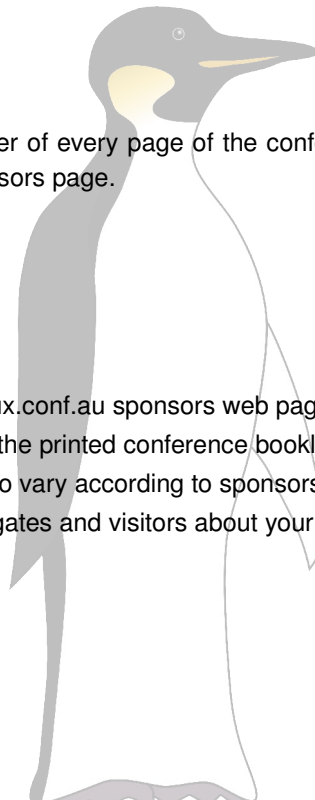 er of every page of the conf
sors page.
ux.conf.au sponsors web pag
the printed conference bookl
o vary according to sponsors
gates and visitors about your